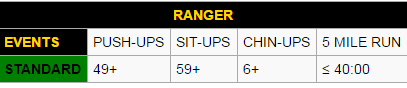 RANGER
EVENTS PUSH-UPS SIT-UPS CHIN-UPS 5 MILE RUN
STANDARD 49+ 59+ 6+ ≤ 40:00